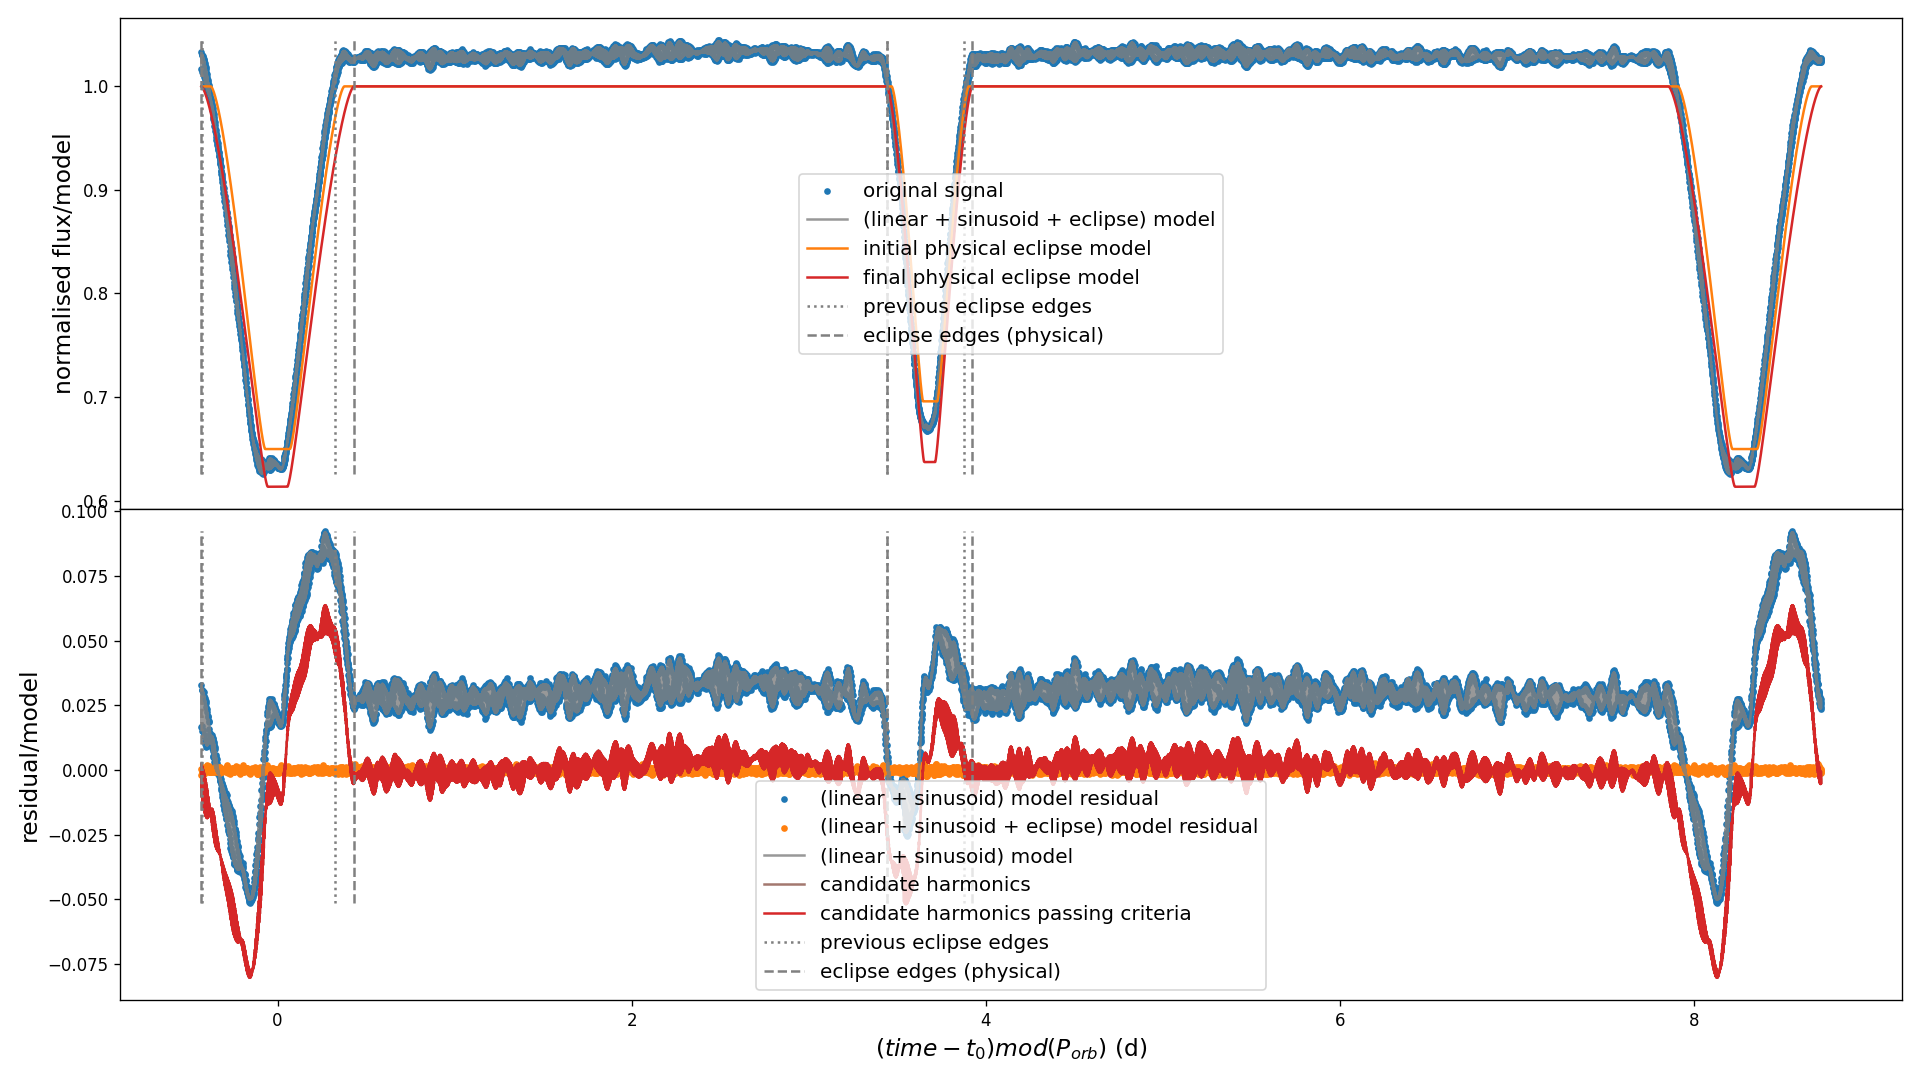 normalised flux/model
1.0
0.9
0.8
0.7
0.6
original signal
(linear + sinusoid + eclipse) model
initial physical eclipse model
final physical eclipse model
previous eclipse edges
eclipse edges (physical)
residual/model
0.100
0.075
0.050
0.025
0.000
−0.025
−0.050
−0.075
(linear + sinusoid) model residual
(linear + sinusoid + eclipse) model residual
(linear + sinusoid) model
candidate harmonics
candidate harmonics passing criteria
previous eclipse edges
eclipse edges (physical)
0 2 4 6 8
(time − t₀)mod(P_orb) (d)